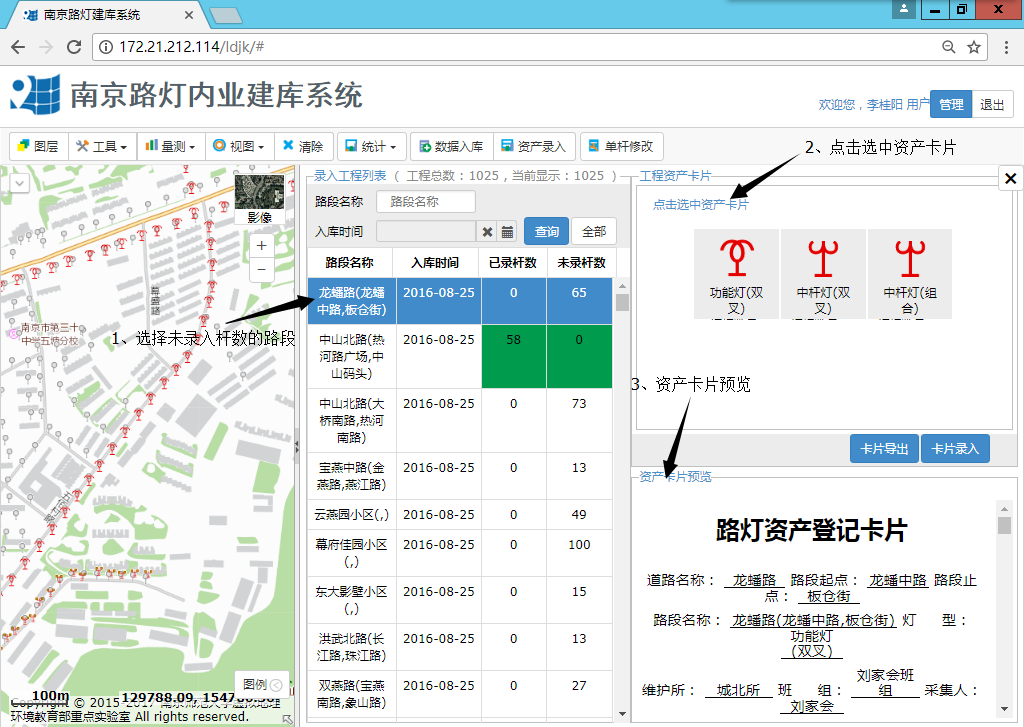 南京路灯建库系统
172.21.212.114/ldjk/#
南京路灯内业建库系统
欢迎您，李桂阳 用户
管理
退出
图层
工具
量测
视图
清除
统计
数据入库
资产录入
单杆修改
2、点击选中资产卡片
影像
+
−
幕府路
南京市第三十
中学五塘分校
1、选择未录入杆数的路段
图例
100m
录入工程列表 （ 工程总数：1025，当前显示：1025 ）
路段名称
路段名称
入库时间
查询
全部
路段名称 入库时间 已录杆数 未录杆数
龙蟠路(龙蟠
中路,板仓街) 2016-08-25 0 65
中山北路(热
河路广场,中
山码头) 2016-08-25 58 0
中山北路(大
桥南路,热河
南路) 2016-08-25 0 73
宝燕中路(金
燕路,燕江路) 2016-08-25 0 13
云燕园小区(,) 2016-08-25 0 49
幕府佳园小区
(,) 2016-08-25 0 100
东大影壁小区
(,) 2016-08-25 0 15
洪武北路(长
江路,珠江路) 2016-08-25 0 13
双燕路(宝燕
南路,象山路) 2016-08-25 0 27
工程资产卡片
点击选中资产卡片
功能灯(双
叉)
中杆灯(双
叉)
中杆灯(组
合)
3、资产卡片预览
卡片导出
卡片录入
资产卡片预览
路灯资产登记卡片
道路名称： 龙蟠路 路段起点： 龙蟠中路 路段止
点： 板仓街
路段名称： 龙蟠路(龙蟠中路,板仓街) 灯 型：
功能灯
(双叉)
维护所： 城北所 班 组： 刘家会班
组 采集人：
刘家会
环境教育部重点实验室 All rights reserved.